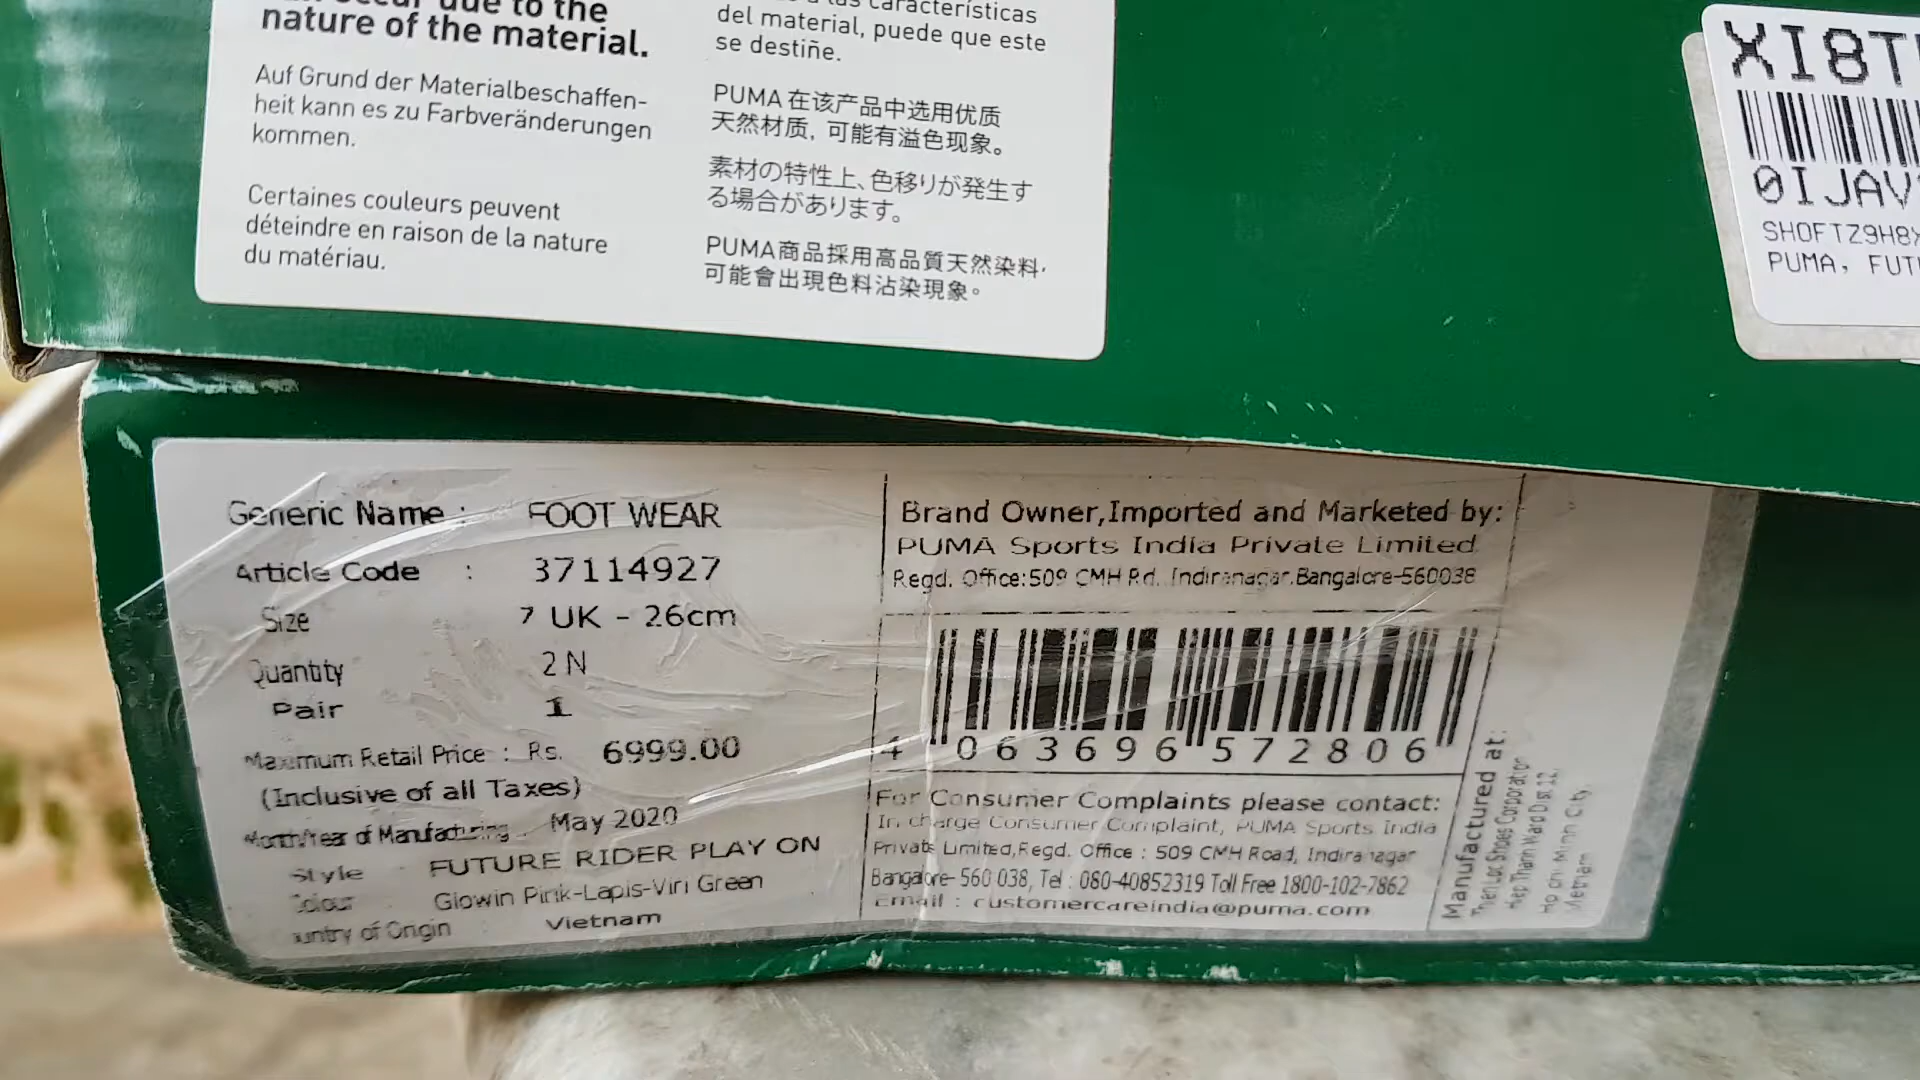 due to the
nature of the material.
Auf Grund der Materialbeschaffen-
heit kann es zu Farbveränderungen
kommen.
Certaines couleurs peuvent
déteindre en raison de la nature
du matériau.
características
del material, puede que este
se destiñe.
PUMA 在该产品中选用优质
天然材质, 可能有溢色现象。
素材の特性上、色移りが発生す
る場合があります。
PUMA商品採用高品質天然染料,
可能會出現色料沾染現象。
XI8T
0IJAV
SHOFTZ9H8
PUMA, FUT
Generic Name : FOOT WEAR
Article Code : 37114927
Size 7 UK - 26cm
Quantity 2 N
Pair 1
Maximum Retail Price : Rs. 6999.00
(Inclusive of all Taxes)
Month/Year of Manufacturing May 2020
Style FUTURE RIDER PLAY ON
Colour Glowin Pink-Lapis-Viri Green
untry of Origin Vietnam
Brand Owner,Imported and Marketed by:
PUMA Sports India Private Limited
Regd. Office:509 CMH Rd. Indiranagar,Bangalore-560038
4 063696 572806
For Consumer Complaints please contact:
In charge Consumer Complaint, PUMA Sports India
Private Limited,Regd. Office : 509 CMH Road, Indiranagar
Bangalore- 560 038, Tel : 080-40852319 Toll Free 1800-102-7862
Email : customercareindia@puma.com
Manufactured at:
Thien Loc Shoes Corporation
Hiep Thanh Ward Dist 12,
Ho Chi Minh City,
Vietnam